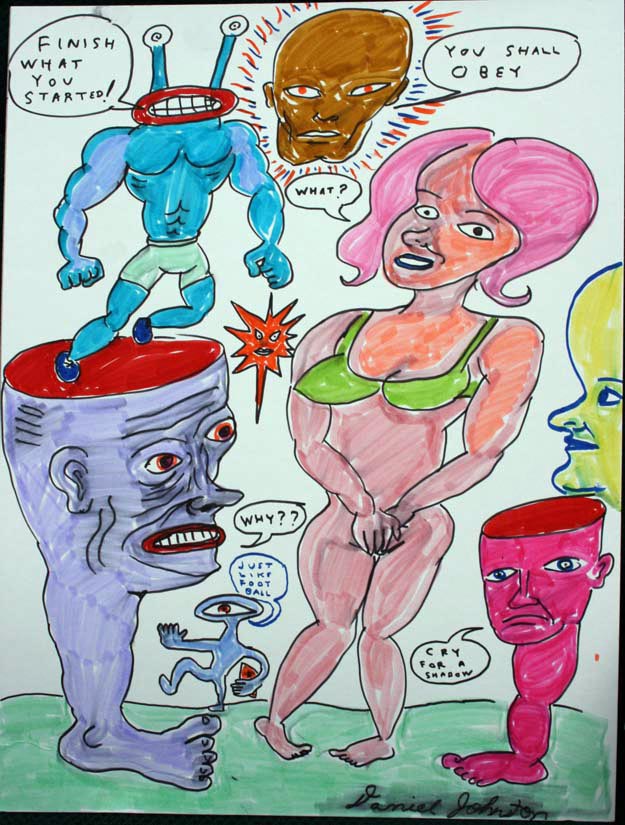 FINISH
WHAT
YOU
STARTED!
YOU SHALL
OBEY
WHAT?
WHY??
JUST
LIKE
FOOT
BALL
CRY
FOR A
SHADOW
Daniel Johnston